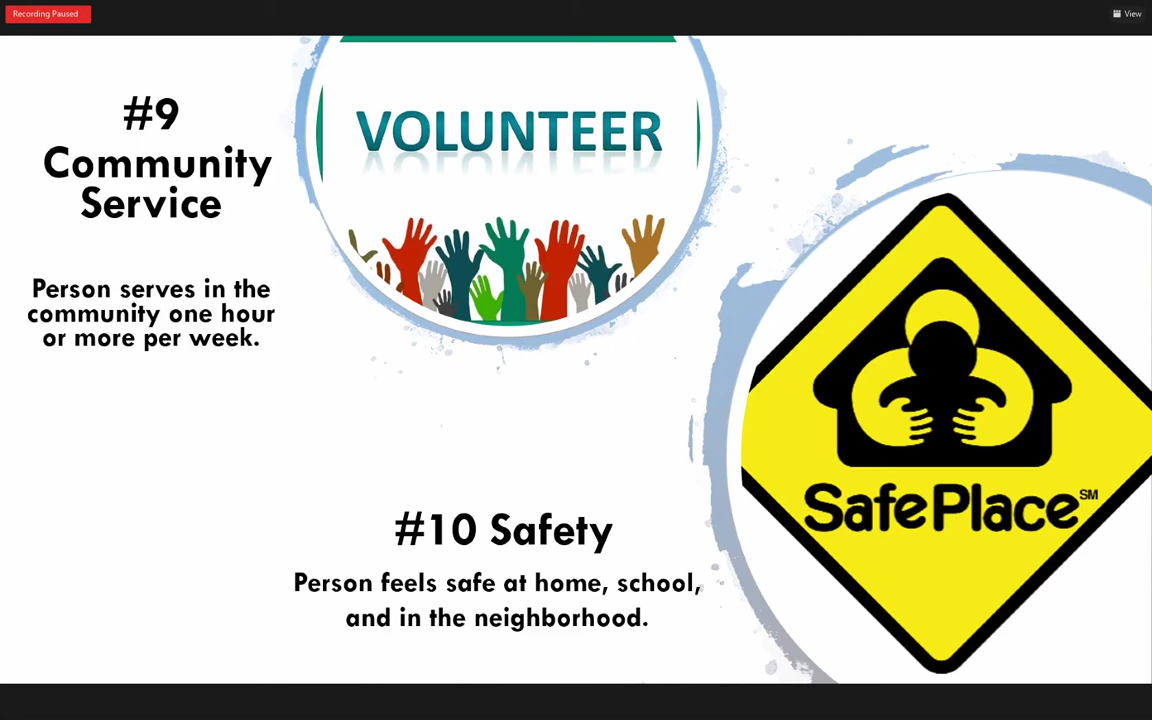 Recording Paused
View
#9
Community
Service
Person serves in the
community one hour
or more per week.
VOLUNTEER
SafePlace℠
#10 Safety
Person feels safe at home, school,
and in the neighborhood.